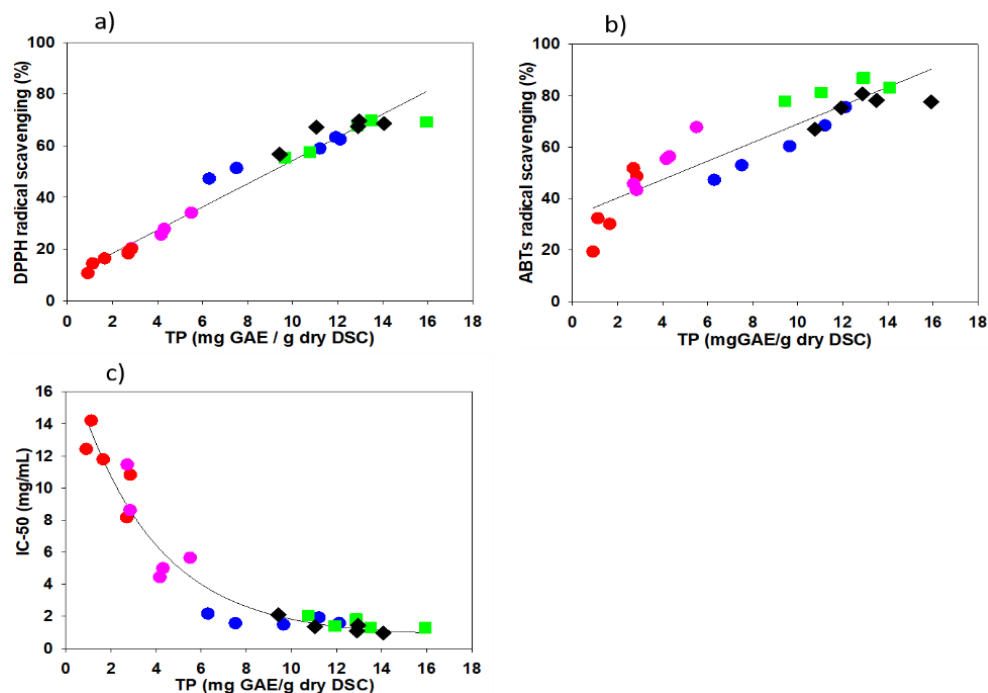 a)
DPPH radical scavenging (%)
100
80
60
40
20
0
0 2 4 6 8 10 12 14 16 18
TP (mg GAE / g dry DSC)
b)
ABTs radical scavenging (%)
100
80
60
40
20
0
0 2 4 6 8 10 12 14 16 18
TP (mgGAE/g dry DSC)
c)
IC-50 (mg/mL)
16
14
12
10
8
6
4
2
0
0 2 4 6 8 10 12 14 16 18
TP (mg GAE/g dry DSC)